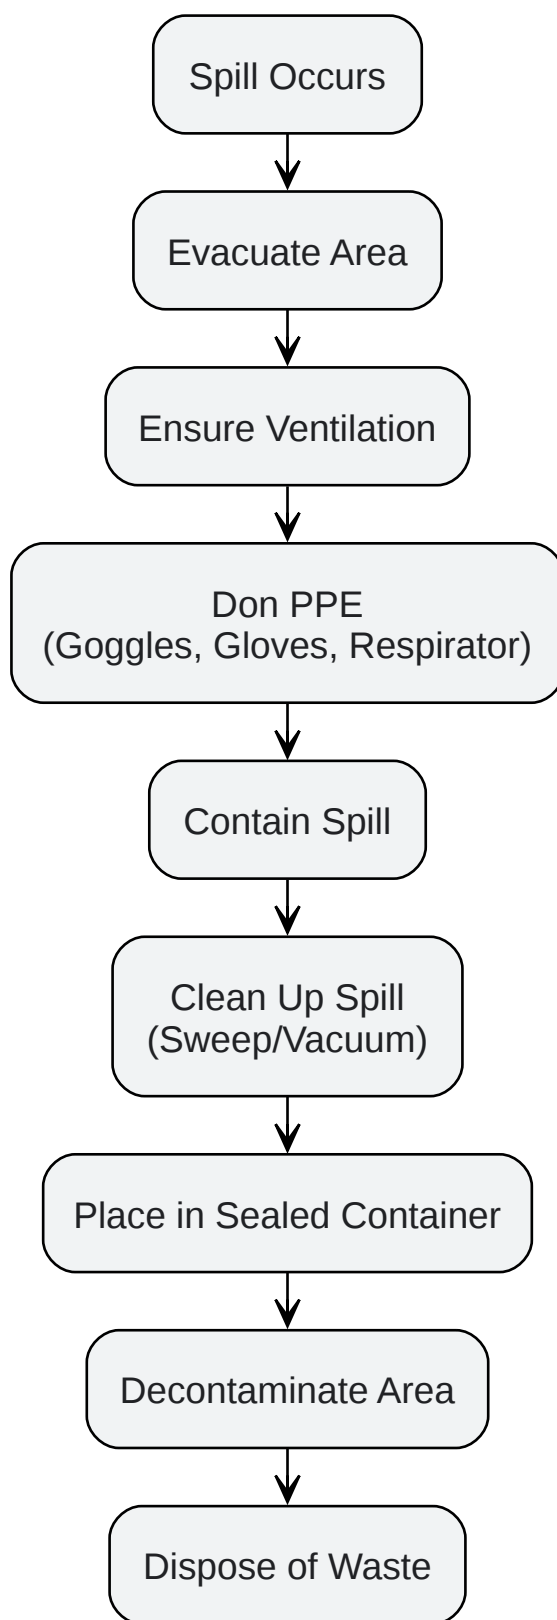 Spill Occurs
Evacuate Area
Ensure Ventilation
Don PPE
(Goggles, Gloves, Respirator)
Contain Spill
Clean Up Spill
(Sweep/Vacuum)
Place in Sealed Container
Decontaminate Area
Dispose of Waste